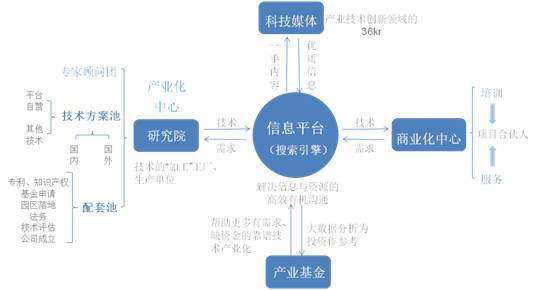 科技媒体
产业技术创新领域的
36kr
一手内容
优质信息
专家顾问团
产业化
中心
平台
自营
其他
技术
技术方案池
国内
国外
研究院
技术
需求
信息平台
(搜索引擎)
技术
需求
商业化中心
培训
项目合伙人
服务
技术的“加工”工厂、
生产单位
专利、知识产权
基金申请
园区落地
法务
技术评估
公司成立
配套池
解决信息与资源的
高效有机沟通
帮助更多有需求、
缺资金的靠谱技
术产业化
大数据分析为
投资作参考
产业基金